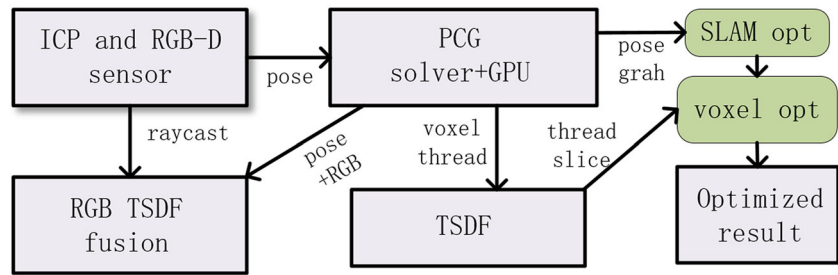 ICP and RGB-D
sensor
pose
PCG
solver+GPU
pose
grah
SLAM opt
voxel opt
raycast
pose
+RGB
voxel
thread
thread
slice
RGB TSDF
fusion
TSDF
Optimized
result